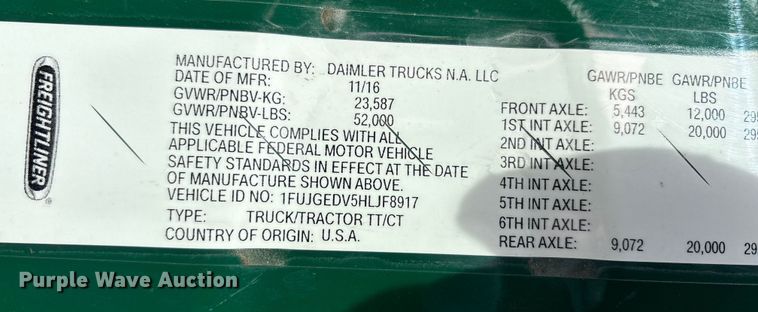 FREIGHTLINER
MANUFACTURED BY: DAIMLER TRUCKS N.A. LLC
DATE OF MFR: 11/16
GVWR/PNBV-KG: 23,587
GVWR/PNBV-LBS: 52,000
THIS VEHICLE COMPLIES WITH ALL
APPLICABLE FEDERAL MOTOR VEHICLE
SAFETY STANDARDS IN EFFECT AT THE DATE
OF MANUFACTURE SHOWN ABOVE.
VEHICLE ID NO: 1FUJGEDV5HLJF8917
TYPE: TRUCK/TRACTOR TT/CT
COUNTRY OF ORIGIN: U.S.A.
GAWR/PNBE GAWR/PNBE
KGS LBS
FRONT AXLE: 5,443 12,000
1ST INT AXLE: 9,072 20,000
2ND INT AXLE:
3RD INT AXLE:
4TH INT AXLE:
5TH INT AXLE:
6TH INT AXLE:
REAR AXLE: 9,072 20,000
Purple Wave Auction